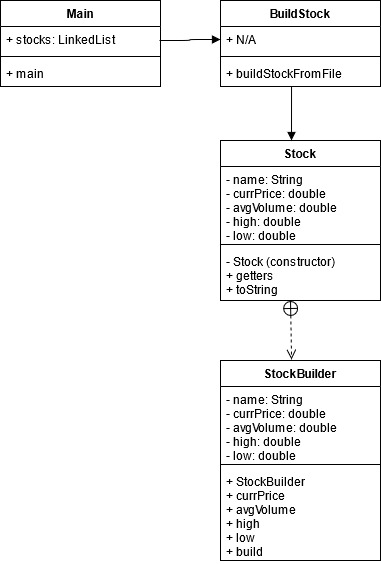 Main
+ stocks: LinkedList
+ main
BuildStock
+ N/A
+ buildStockFromFile
Stock
- name: String
- currPrice: double
- avgVolume: double
- high: double
- low: double
- Stock (constructor)
+ getters
+ toString
StockBuilder
- name: String
- currPrice: double
- avgVolume: double
- high: double
- low: double
+ StockBuilder
+ currPrice
+ avgVolume
+ high
+ low
+ build